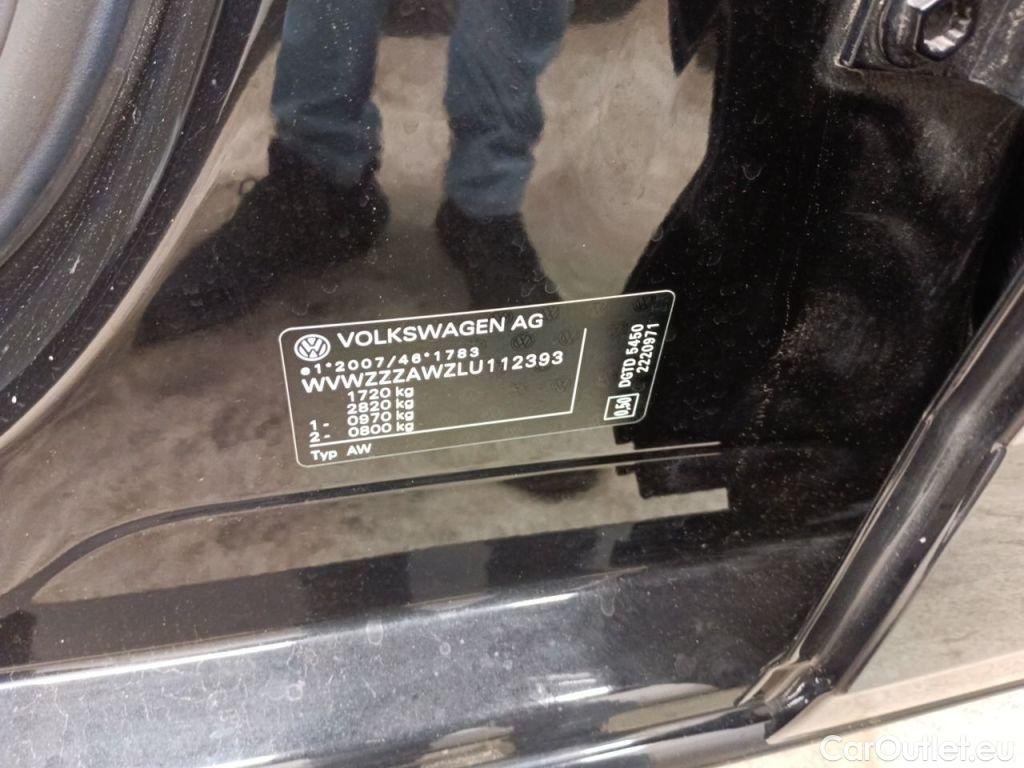 VOLKSWAGEN AG
e1*2007/46*1783
WVWZZZAWZLU112393
1720 kg
2820 kg
1- 0970 kg
2- 0800 kg
Typ AW
0.50
DGTD 5450
2220971
CarOutlet.eu